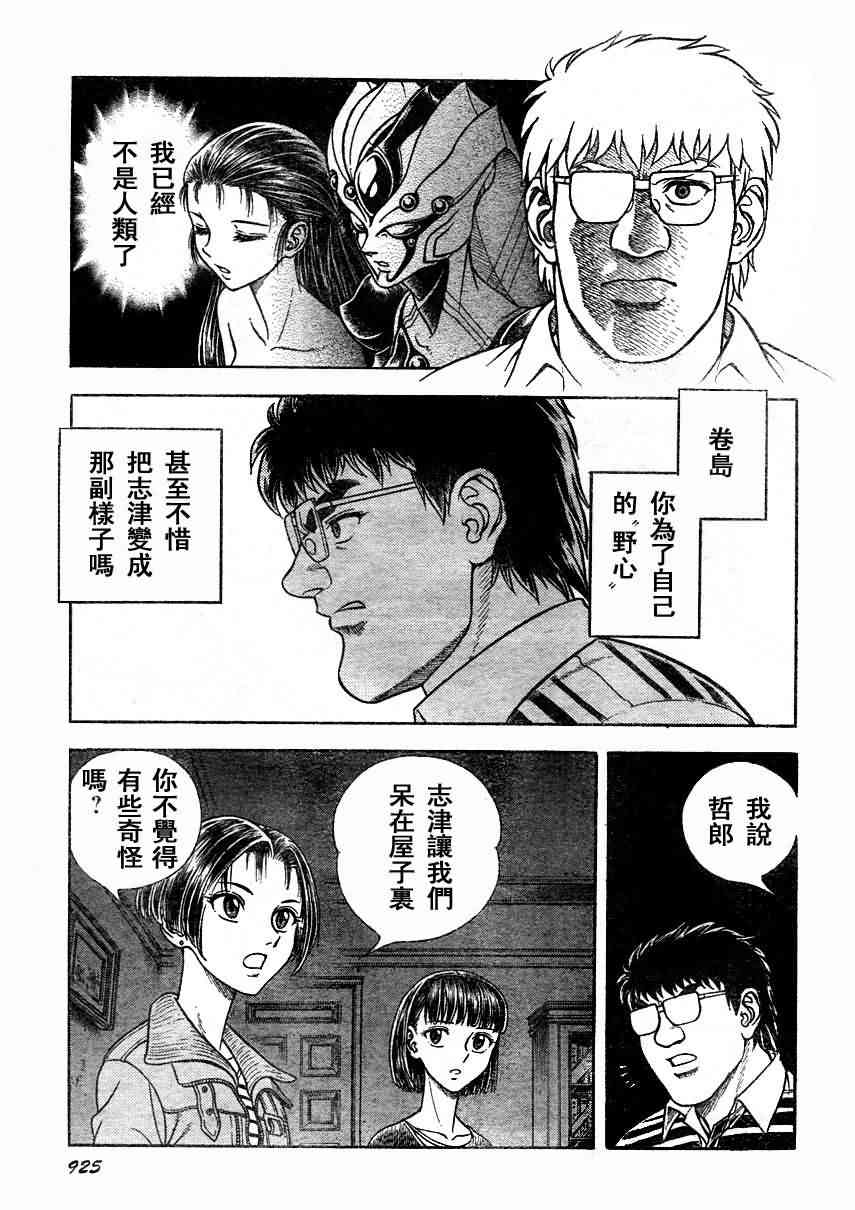 我已經
不是人類了
卷島
你為了自己
的〝野心〞
甚至不惜
把志津變成
那副樣子嗎
我說
哲郎
志津讓我們
呆在屋子裏
你不覺得
有些奇怪
嗎?
925